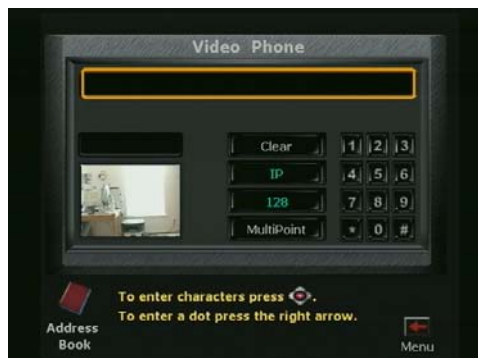 Video Phone
Clear
1 2 3
IP
4 5 6
128
7 8 9
MultiPoint
* 0 #
To enter characters press .
To enter a dot press the right arrow.
Address
Book
Menu